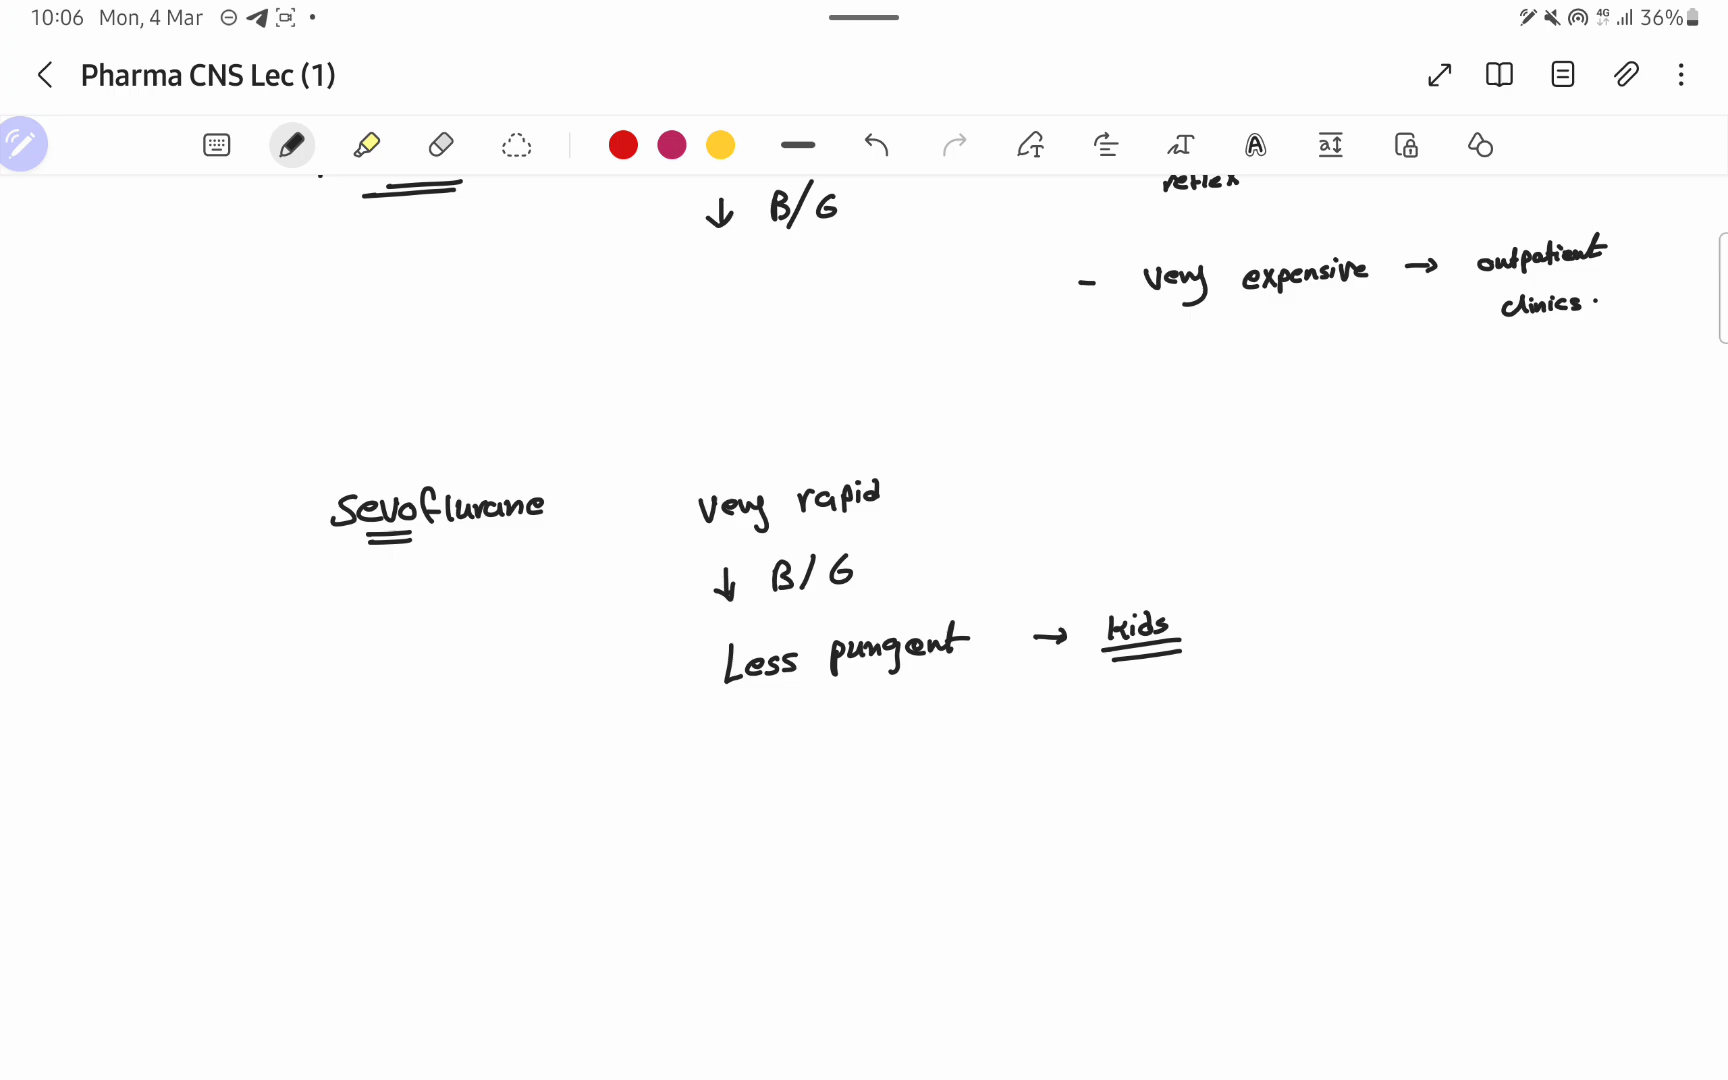 10:06 Mon, 4 Mar
4G 36%
Pharma CNS Lec (1)
reflex
↓ B/G
- very expensive → outpatient
clinics.
Sevoflurane very rapid
↓ B/G
Less pungent → kids